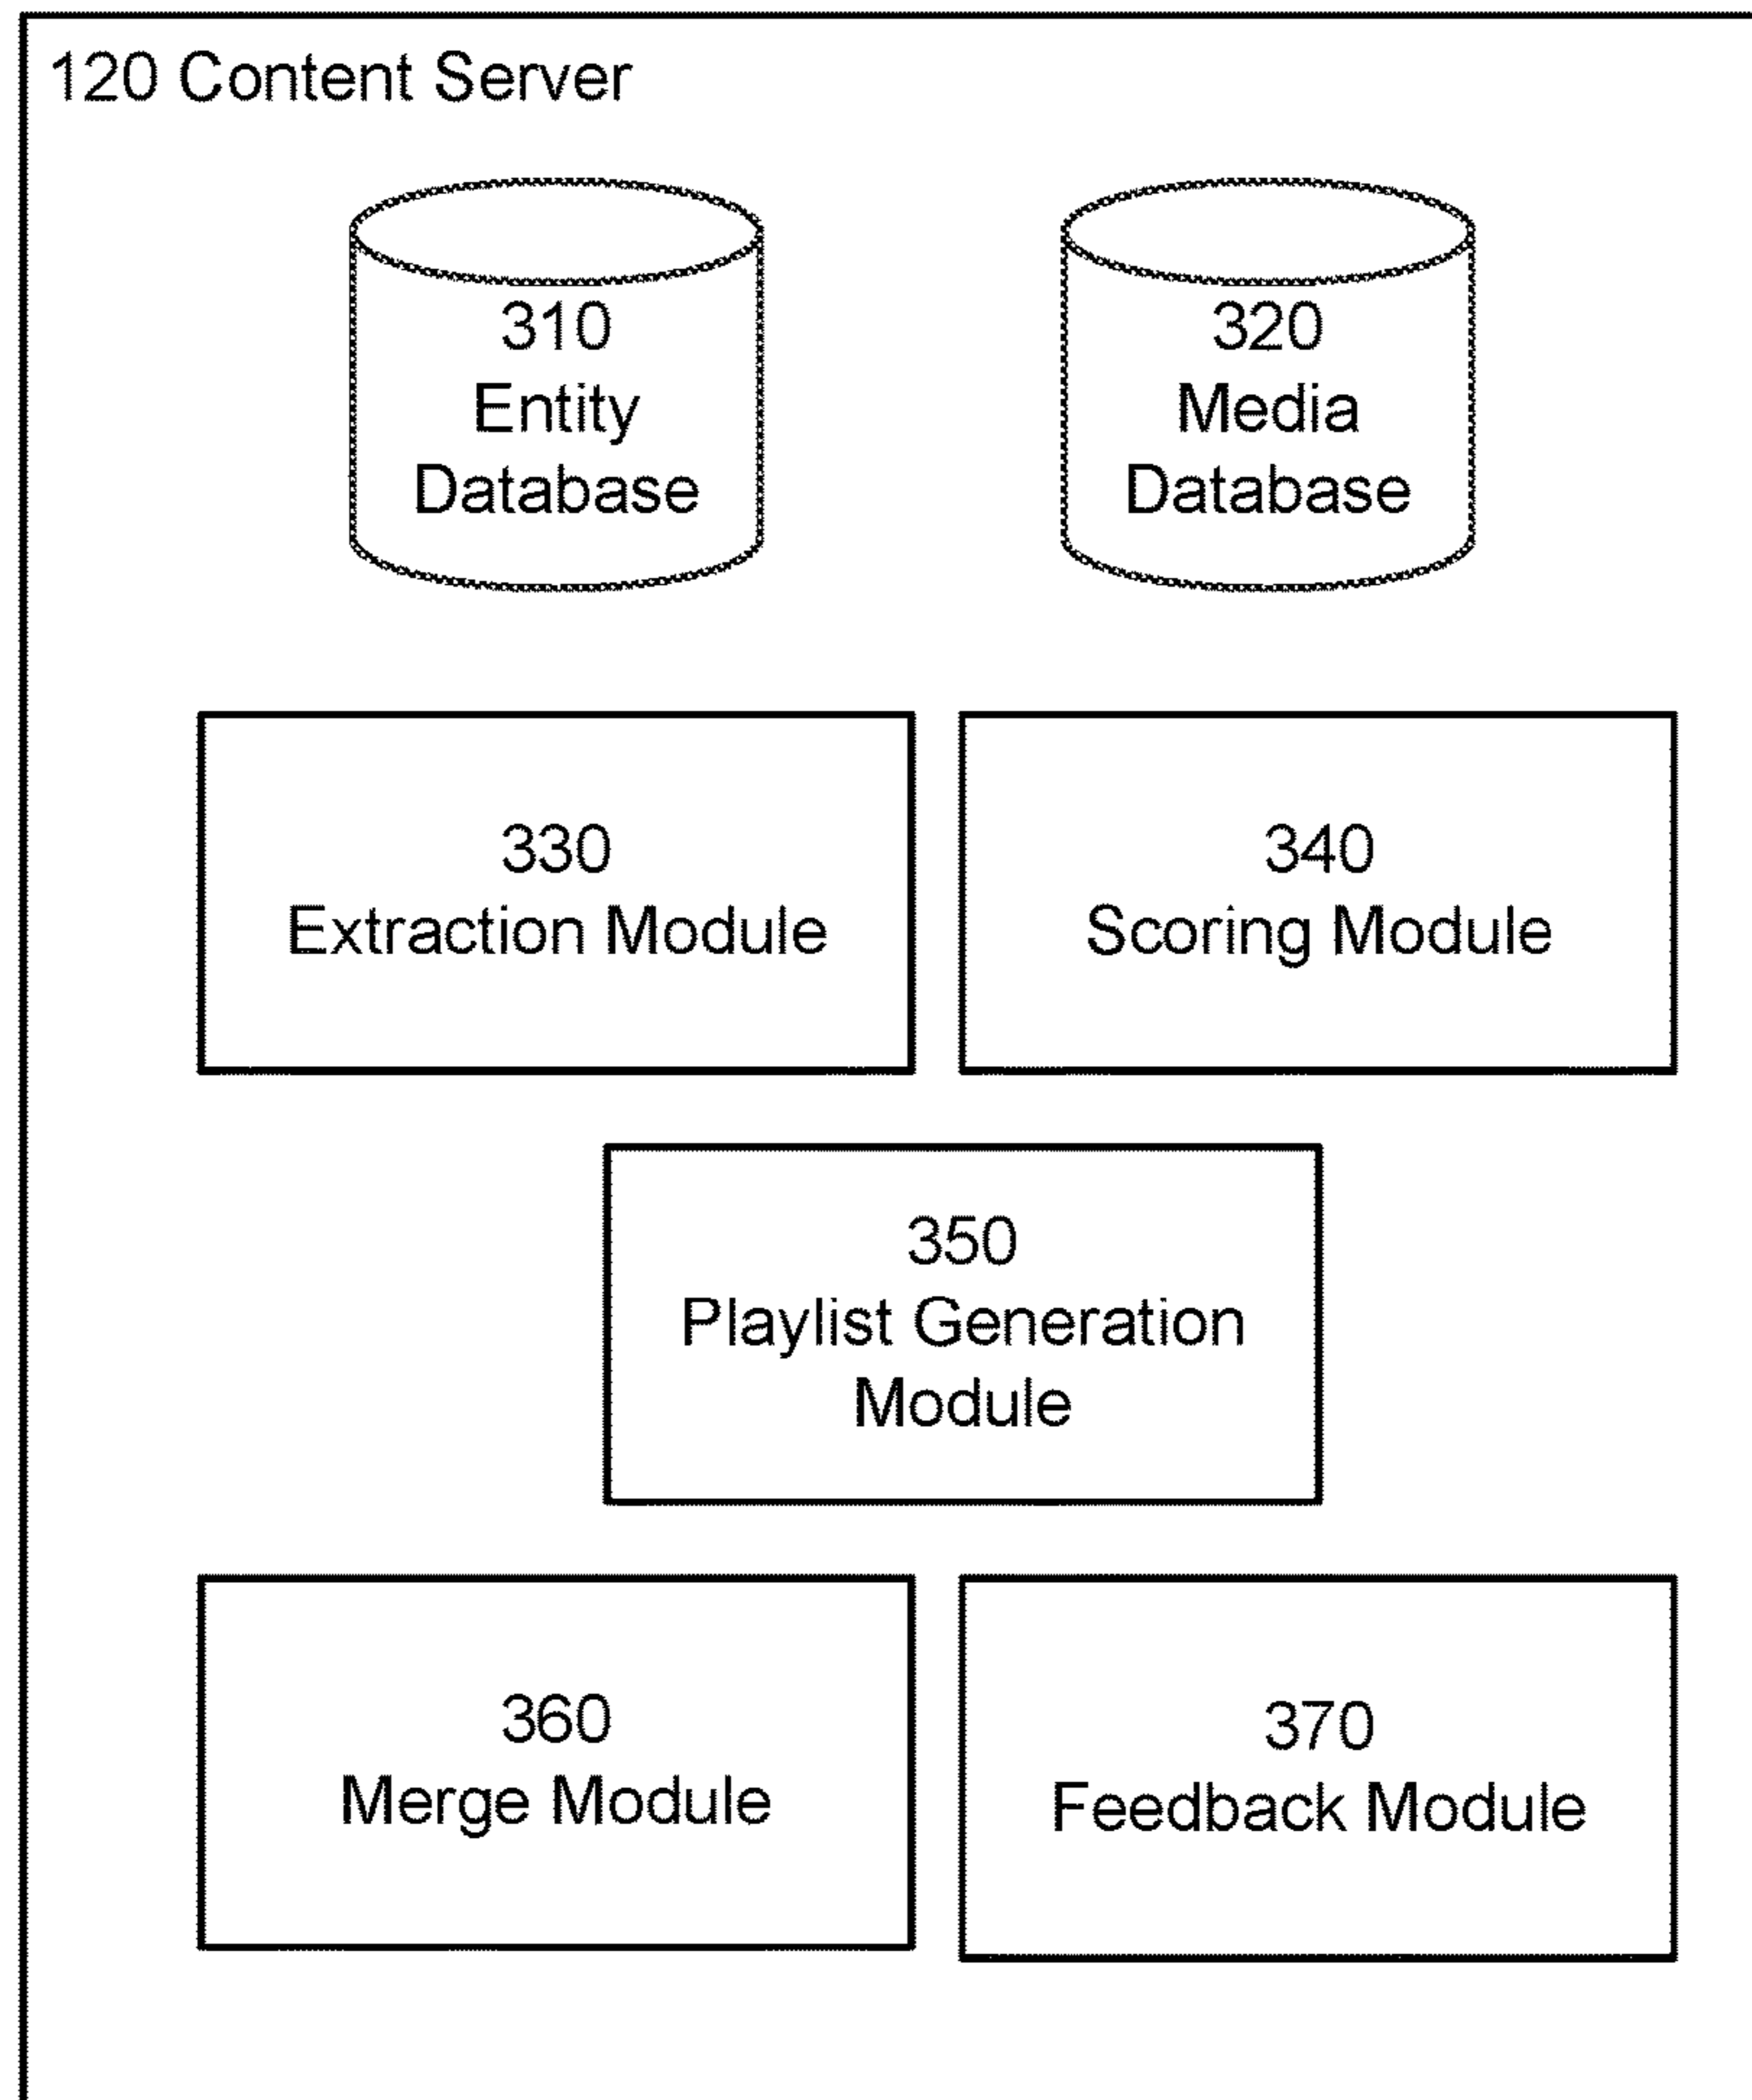 120 Content Server
310
Entity
Database
320
Media
Database
330
Extraction Module
340
Scoring Module
350
Playlist Generation
Module
360
Merge Module
370
Feedback Module